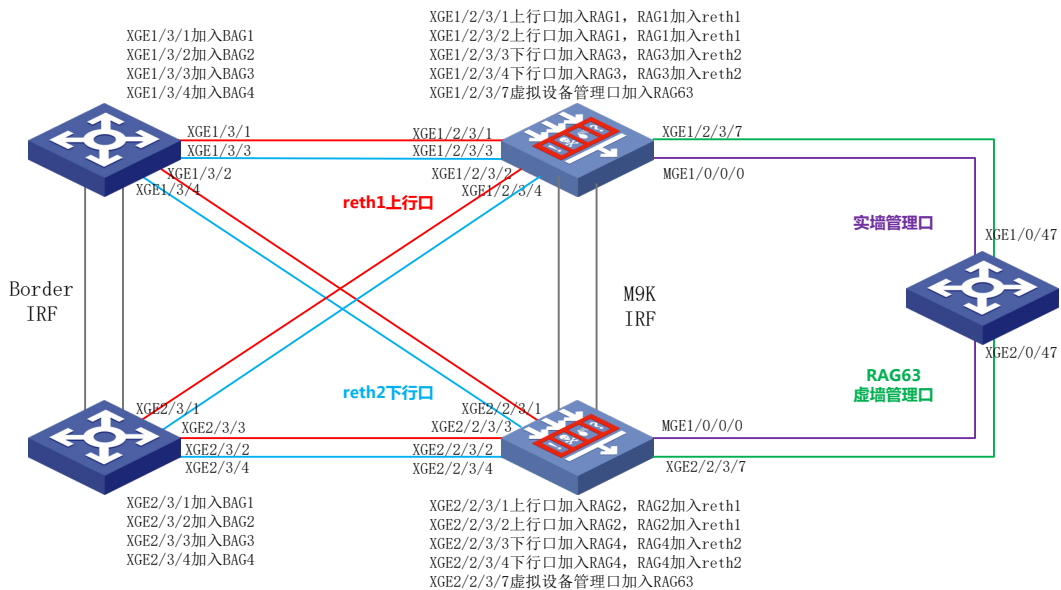 XGE1/3/1加入BAG1
XGE1/3/2加入BAG2
XGE1/3/3加入BAG3
XGE1/3/4加入BAG4
XGE1/2/3/1上行口加入RAG1，RAG1加入reth1
XGE1/2/3/2上行口加入RAG1，RAG1加入reth1
XGE1/2/3/3下行口加入RAG3，RAG3加入reth2
XGE1/2/3/4下行口加入RAG3，RAG3加入reth2
XGE1/2/3/7虚拟设备管理口加入RAG63
XGE1/3/1
XGE1/3/3
XGE1/3/2
XGE1/3/4
XGE1/2/3/1
XGE1/2/3/3
XGE1/2/3/2
XGE1/2/3/4
XGE1/2/3/7
MGE1/0/0/0
reth1上行口
实墙管理口
XGE1/0/47
Border
IRF
M9K
IRF
XGE2/0/47
reth2下行口
RAG63
虚墙管理口
XGE2/3/1
XGE2/3/3
XGE2/3/2
XGE2/3/4
XGE2/2/3/1
XGE2/2/3/3
XGE2/2/3/2
XGE2/2/3/4
MGE1/0/0/0
XGE2/2/3/7
XGE2/3/1加入BAG1
XGE2/3/2加入BAG2
XGE2/3/3加入BAG3
XGE2/3/4加入BAG4
XGE2/2/3/1上行口加入RAG2，RAG2加入reth1
XGE2/2/3/2上行口加入RAG2，RAG2加入reth1
XGE2/2/3/3下行口加入RAG4，RAG4加入reth2
XGE2/2/3/4下行口加入RAG4，RAG4加入reth2
XGE2/2/3/7虚拟设备管理口加入RAG63